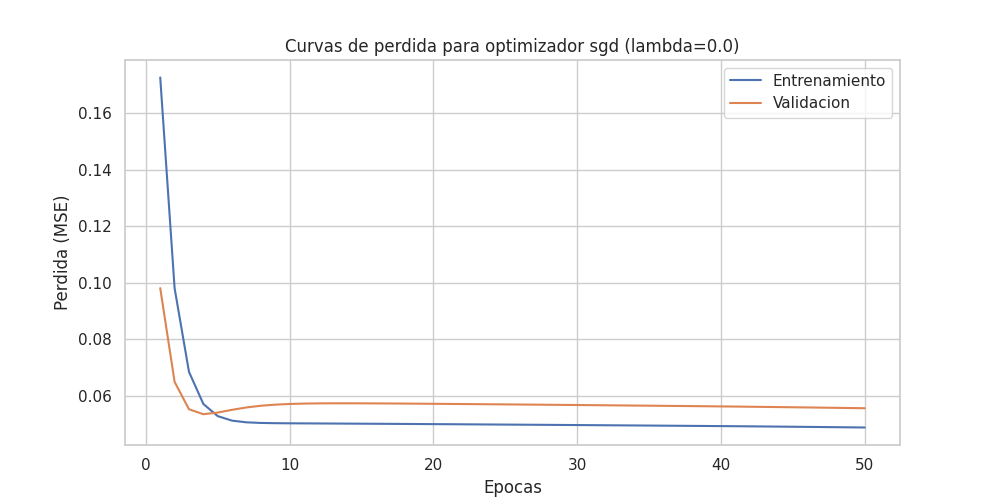 Curvas de perdida para optimizador sgd (lambda=0.0)
Entrenamiento
Validacion
Perdida (MSE)
0.16
0.14
0.12
0.10
0.08
0.06
0 10 20 30 40 50
Epocas